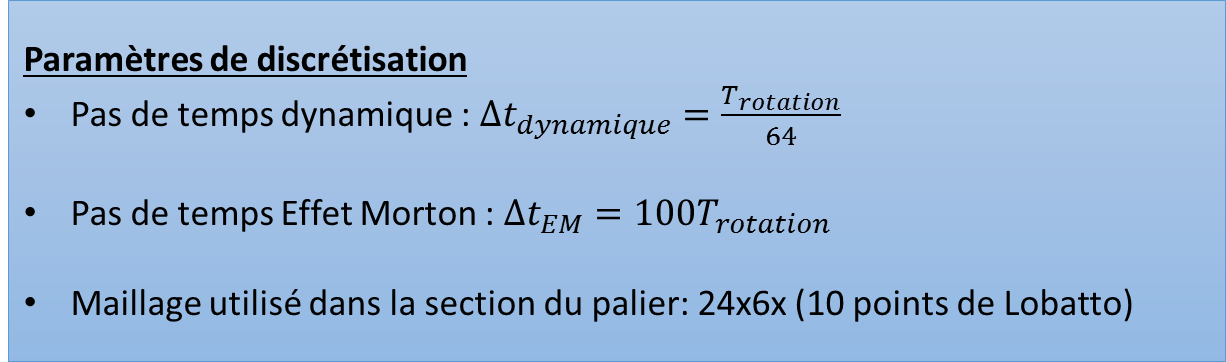 Paramètres de discrétisation
• Pas de temps dynamique : Δt_dynamique = T_rotation / 64
• Pas de temps Effet Morton : Δt_EM = 100T_rotation
• Maillage utilisé dans la section du palier: 24x6x (10 points de Lobatto)